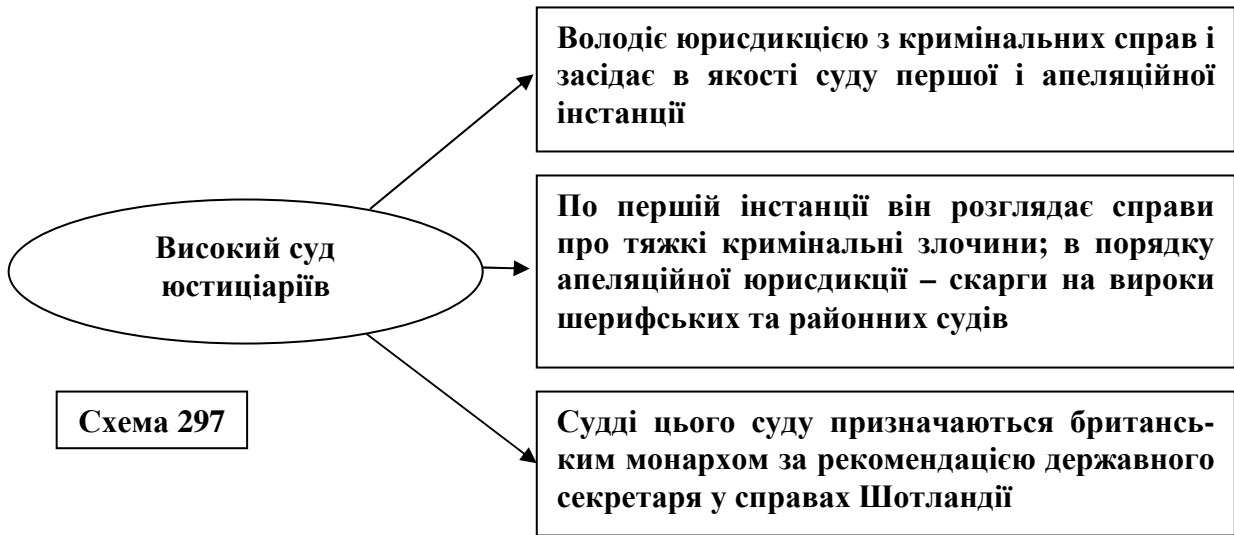 Володіє юрисдикцією з кримінальних справ і
засідає в якості суду першої і апеляційної
інстанції
По першій інстанції він розглядає справи
про тяжкі кримінальні злочини; в порядку
апеляційної юрисдикції – скарги на вироки
шерифських та районних судів
Високий суд
юстиціаріїв
Схема 297
Судді цього суду призначаються британсь-
ким монархом за рекомендацією державного
секретаря у справах Шотландії